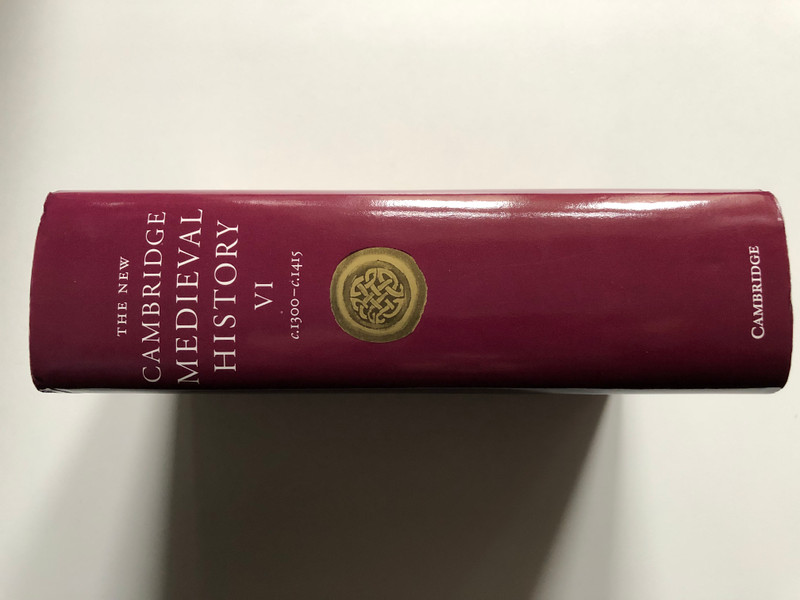 THE NEW
CAMBRIDGE
MEDIEVAL
HISTORY
VI
c.1300–c.1415
CAMBRIDGE